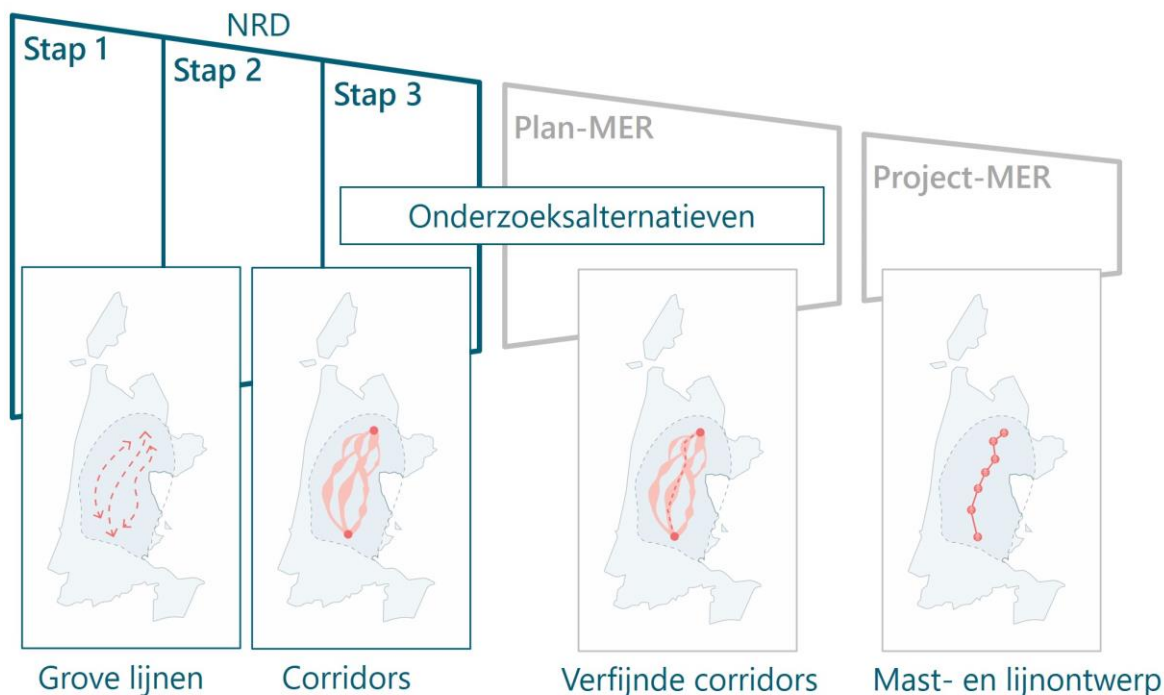 NRD
Stap 1
Stap 2
Stap 3
Plan-MER
Project-MER
Onderzoeksalternatieven
Grove lijnen
Corridors
Verfijnde corridors
Mast- en lijnontwerp